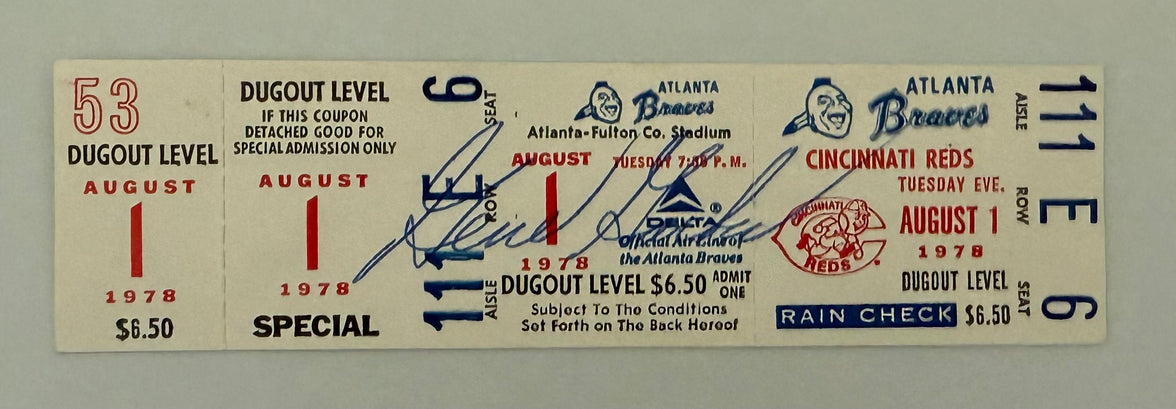 53
DUGOUT LEVEL
AUGUST
1
1978
$6.50
DUGOUT LEVEL
IF THIS COUPON
DETACHED GOOD FOR
SPECIAL ADMISSION ONLY
AUGUST
1
1978
SPECIAL
AISLE 111
ROW E
SEAT 6
ATLANTA
Braves
Atlanta-Fulton Co. Stadium
AUGUST
1
1978
TUESDAY 7:30 P.M.
DELTA®
Official Air Line of
the Atlanta Braves
DUGOUT LEVEL $6.50 ADMIT ONE
Subject To The Conditions
Set Forth on The Back Hereof
Gene Garber
ATLANTA
Braves
CINCINNATI REDS
TUESDAY EVE.
AUGUST 1
1978
CINCINNATI
REDS
DUGOUT LEVEL
RAIN CHECK $6.50
AISLE 111
ROW E
SEAT 6